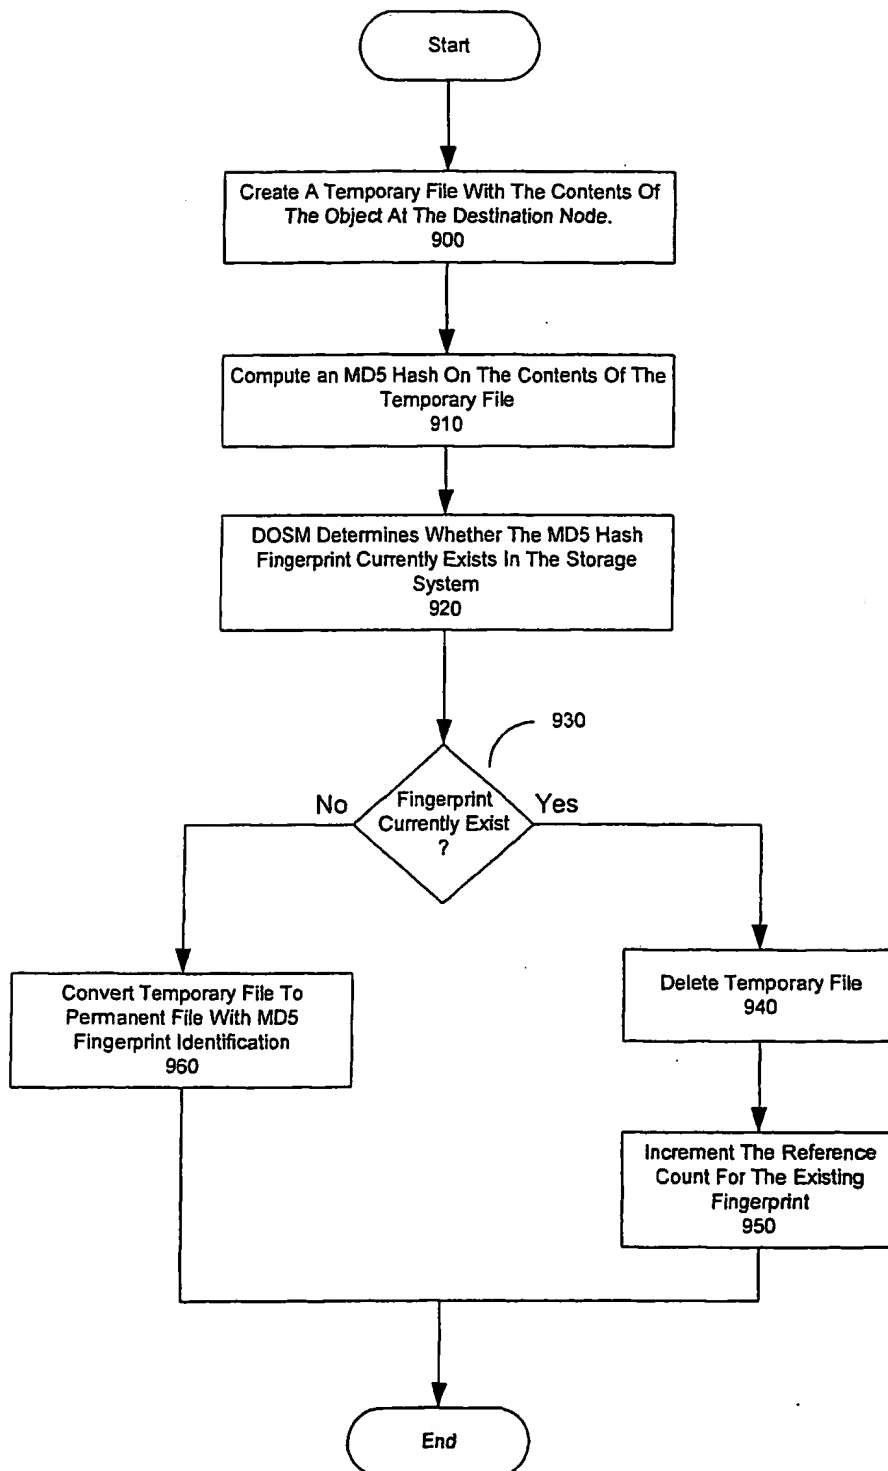 Start
Create A Temporary File With The Contents Of
The Object At The Destination Node.
900
Compute an MD5 Hash On The Contents Of The
Temporary File
910
DOSM Determines Whether The MD5 Hash
Fingerprint Currently Exists In The Storage
System
920
930
No
Fingerprint
Currently Exist
?
Yes
Convert Temporary File To
Permanent File With MD5
Fingerprint Identification
960
Delete Temporary File
940
Increment The Reference
Count For The Existing
Fingerprint
950
End